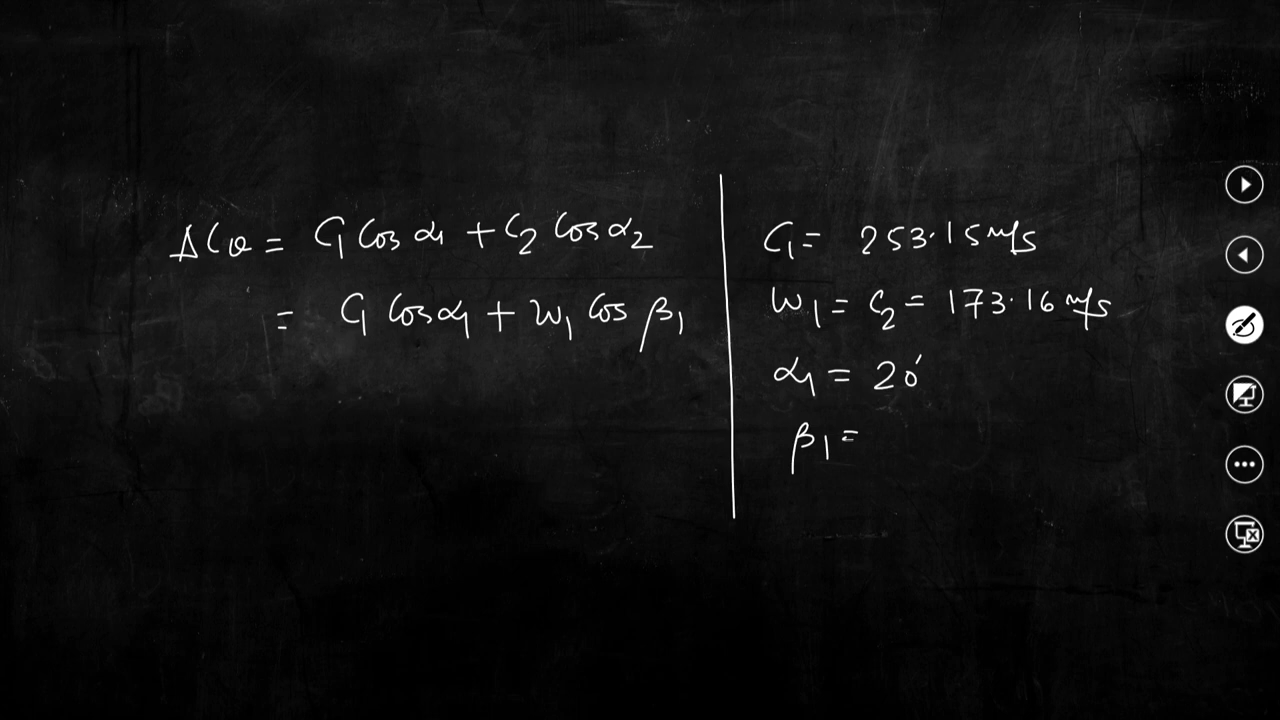 ΔCθ = C₁ Cos α₁ + C₂ Cos α₂
= C₁ Cos α₁ + W₁ Cos β₁
C₁ = 253.15 m/s
W₁ = C₂ = 173.16 m/s
α₁ = 20°
β₁ =